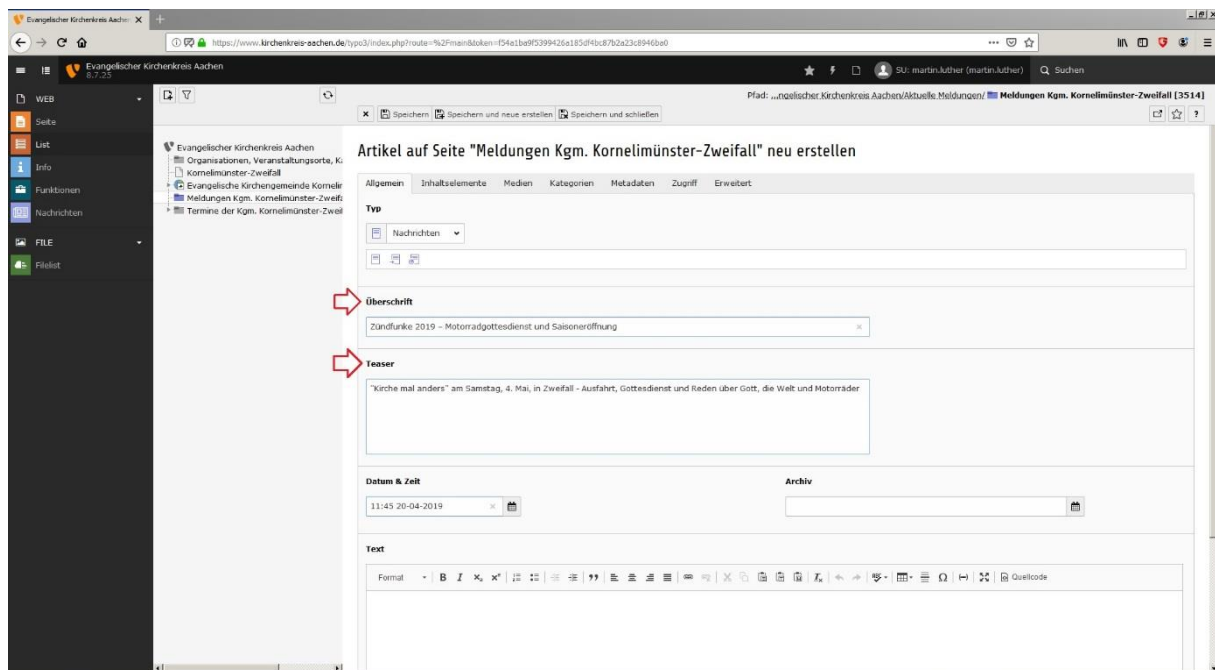 Evangelischer Kirchenkreis Aachen
https://www.kirchenkreis-aachen.de/typo3/index.php?route=%2Fmain&token=f54a1ba9f5399426a185df4bc87b2a23c8946ba0
Evangelischer Kirchenkreis Aachen
8.7.25
SU: martin.luther (martin.luther)
Suchen
WEB
Seite
List
Info
Funktionen
Nachrichten
FILE
Filelist
Evangelischer Kirchenkreis Aachen
Organisationen, Veranstaltungsorte, K
Kornelimünster-Zweifall
Evangelische Kirchengemeinde Kornelir
Meldungen Kgm. Kornelimünster-Zweifa
Termine der Kgm. Kornelimünster-Zweif
Pfad: ...ngelischer Kirchenkreis Aachen/Aktuelle Meldungen/ Meldungen Kgm. Kornelimünster-Zweifall [3514]
Speichern Speichern und neue erstellen Speichern und schließen
Artikel auf Seite "Meldungen Kgm. Kornelimünster-Zweifall" neu erstellen
Allgemein Inhaltselemente Medien Kategorien Metadaten Zugriff Erweitert
Typ
Nachrichten
Überschrift
Zündfunke 2019 – Motorradgottesdienst und Saisoneröffnung
Teaser
"Kirche mal anders" am Samstag, 4. Mai, in Zweifall - Ausfahrt, Gottesdienst und Reden über Gott, die Welt und Motorräder
Datum & Zeit Archiv
11:45 20-04-2019
Text
Format Quellcode